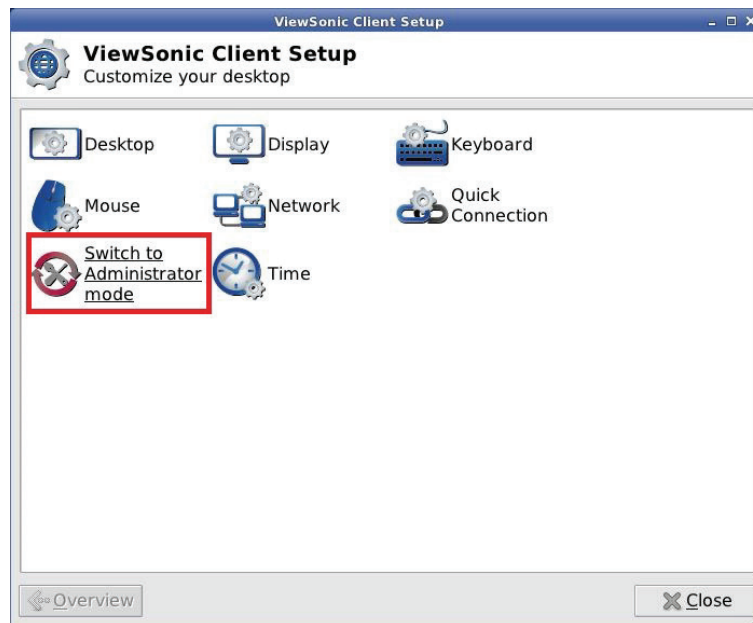 ViewSonic Client Setup
ViewSonic Client Setup
Customize your desktop
Desktop
Display
Keyboard
Mouse
Network
Quick
Connection
Switch to
Administrator
mode
Time
Overview
Close